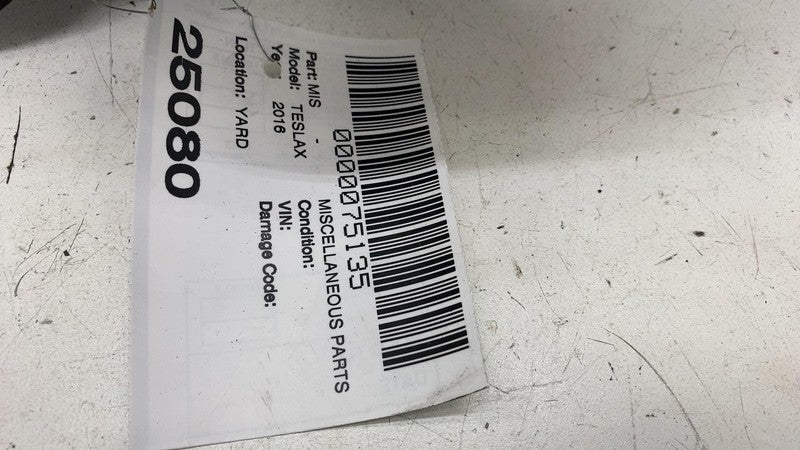 0000075135
Part: MIS - MISCELLANEOUS PARTS
Model: TESLAX Condition:
Ye 2016 VIN:
Damage Code:
Location: YARD
25080